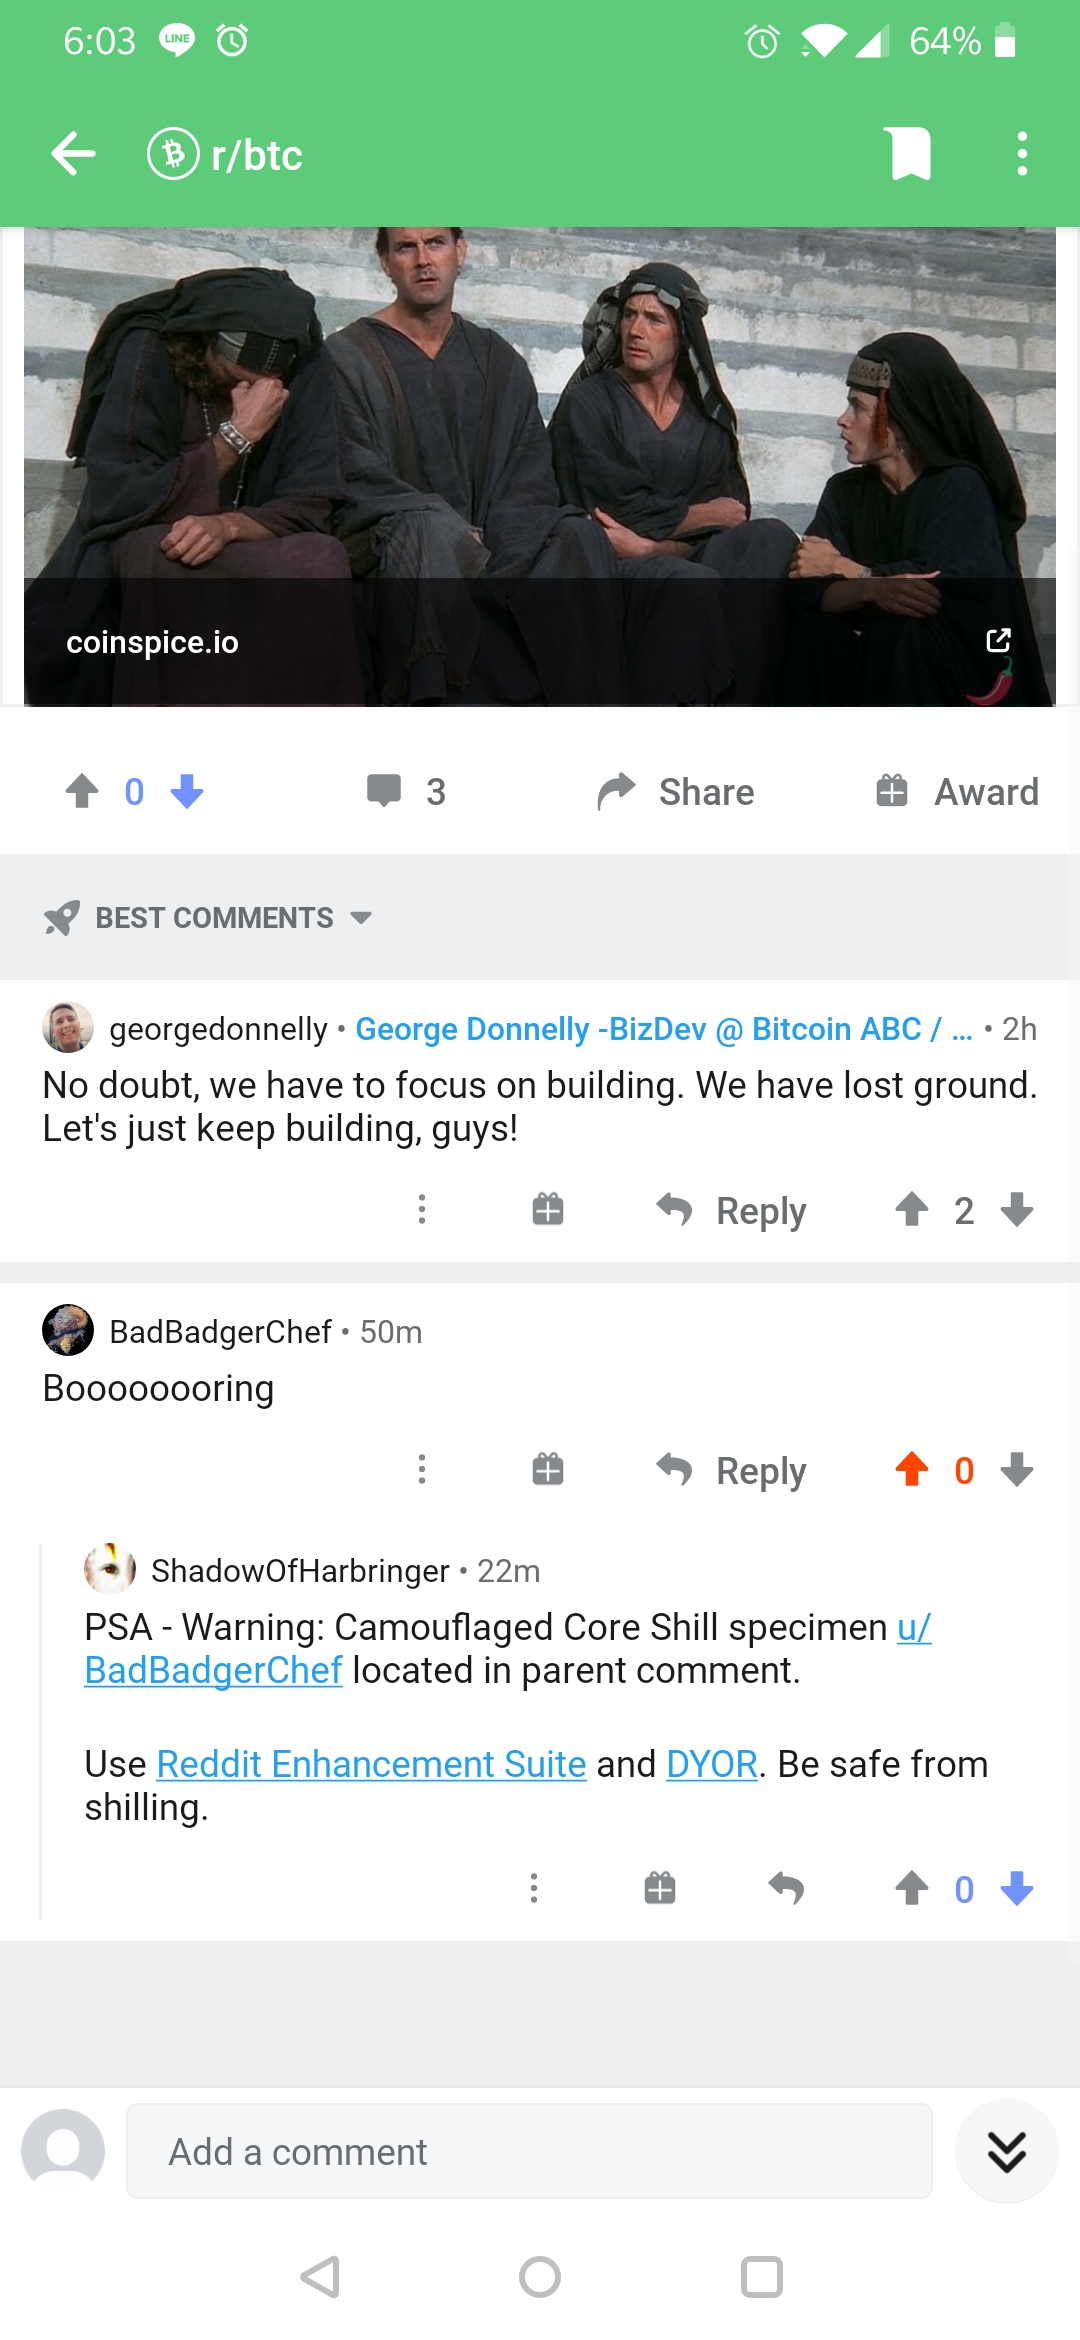 6:03 LINE 64%
r/btc
coinspice.io
0 3 Share Award
BEST COMMENTS
georgedonnelly • George Donnelly -BizDev @ Bitcoin ABC / ... • 2h
No doubt, we have to focus on building. We have lost ground.
Let's just keep building, guys!
Reply 2
BadBadgerChef • 50m
Boooooooring
Reply 0
ShadowOfHarbringer • 22m
PSA - Warning: Camouflaged Core Shill specimen u/
BadBadgerChef located in parent comment.
Use Reddit Enhancement Suite and DYOR. Be safe from
shilling.
0
Add a comment